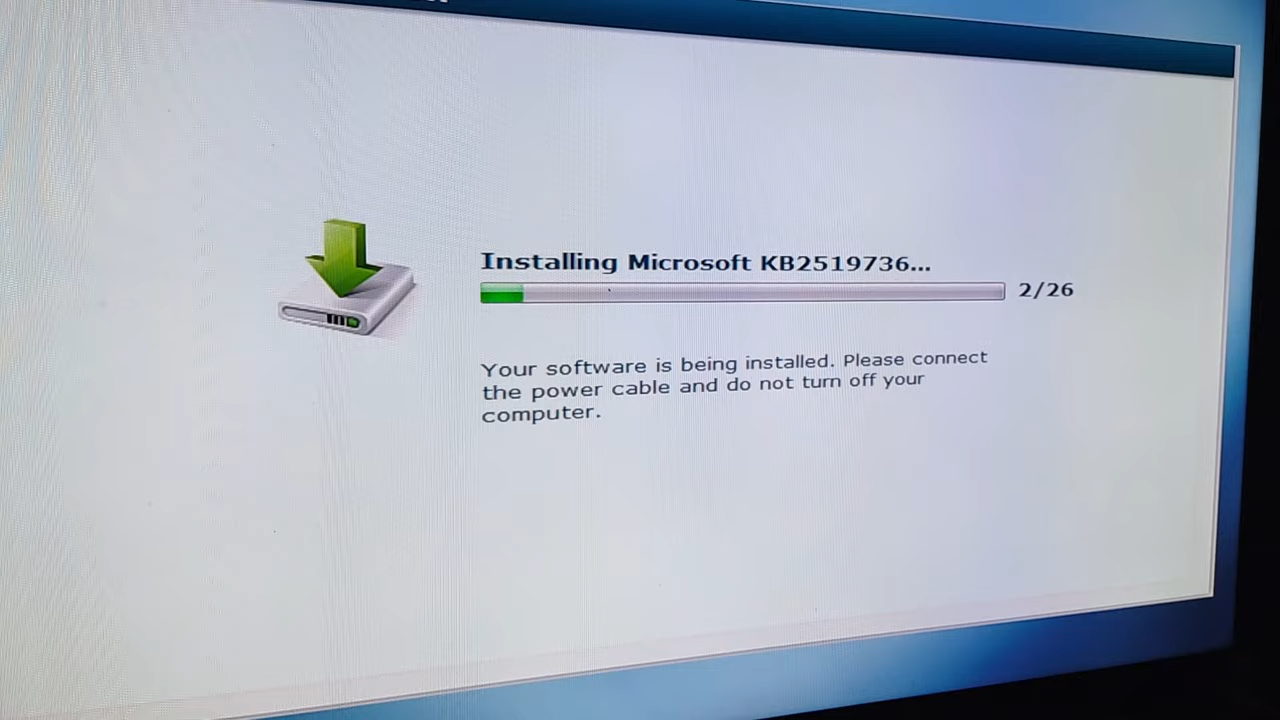 Installing Microsoft KB2519736...
2/26
Your software is being installed. Please connect
the power cable and do not turn off your
computer.